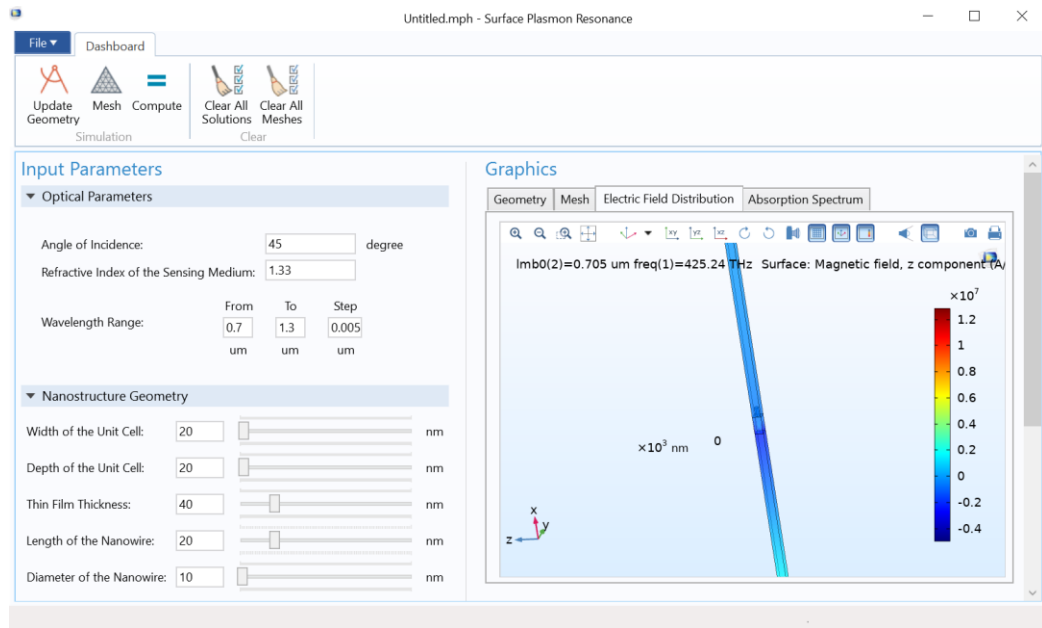 Untitled.mph - Surface Plasmon Resonance
File
Dashboard
Update Geometry
Mesh
Compute
Clear All Solutions
Clear All Meshes
Simulation
Clear
Input Parameters
Optical Parameters
Angle of Incidence: 45 degree
Refractive Index of the Sensing Medium: 1.33
From To Step
Wavelength Range: 0.7 1.3 0.005
um um um
Nanostructure Geometry
Width of the Unit Cell: 20 nm
Depth of the Unit Cell: 20 nm
Thin Film Thickness: 40 nm
Length of the Nanowire: 20 nm
Diameter of the Nanowire: 10 nm
Graphics
Geometry Mesh Electric Field Distribution Absorption Spectrum
xy yz xz
lmb0(2)=0.705 um freq(1)=425.24 THz Surface: Magnetic field, z component (A/
×10⁷
1.2
1
0.8
0.6
0.4
0.2
0
-0.2
-0.4
×10³ nm 0
x
y
z